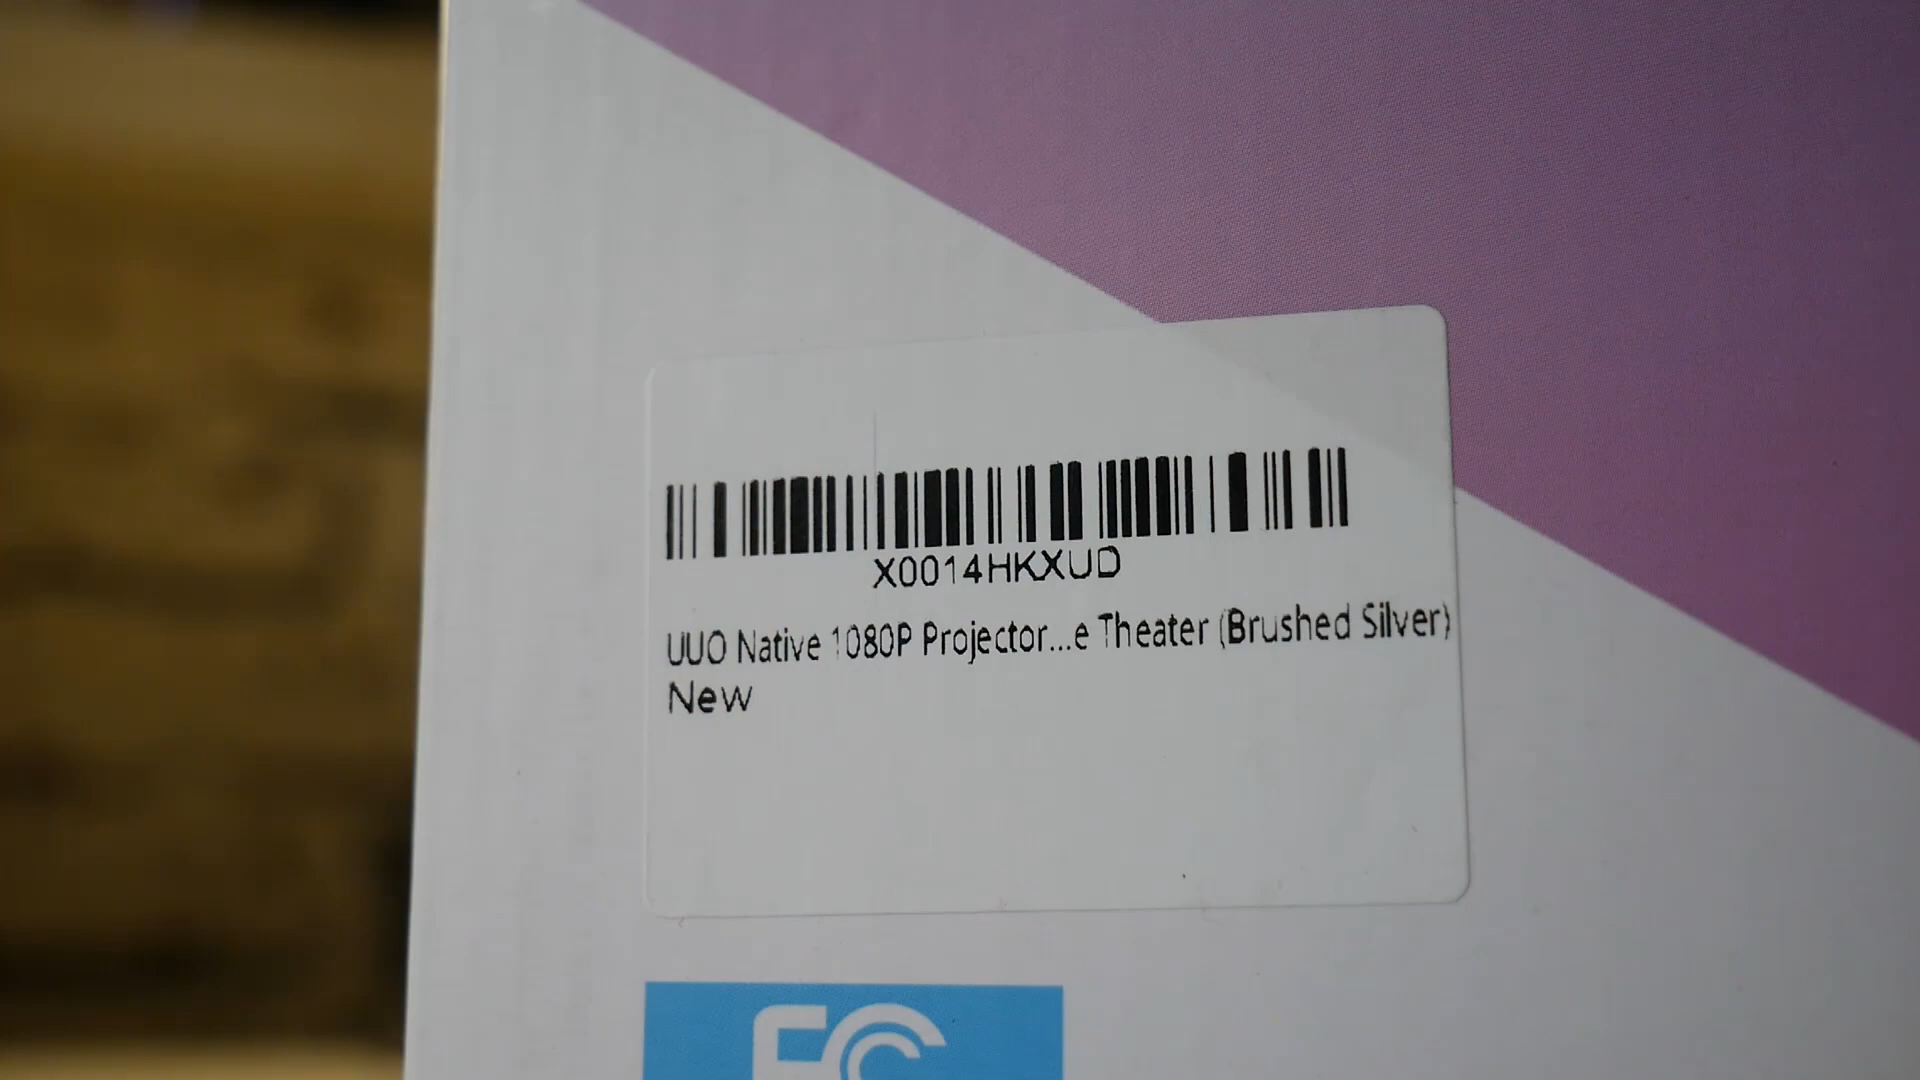 X0014HKXUD
UUO Native 1080P Projector...e Theater (Brushed Silver)
New
FC